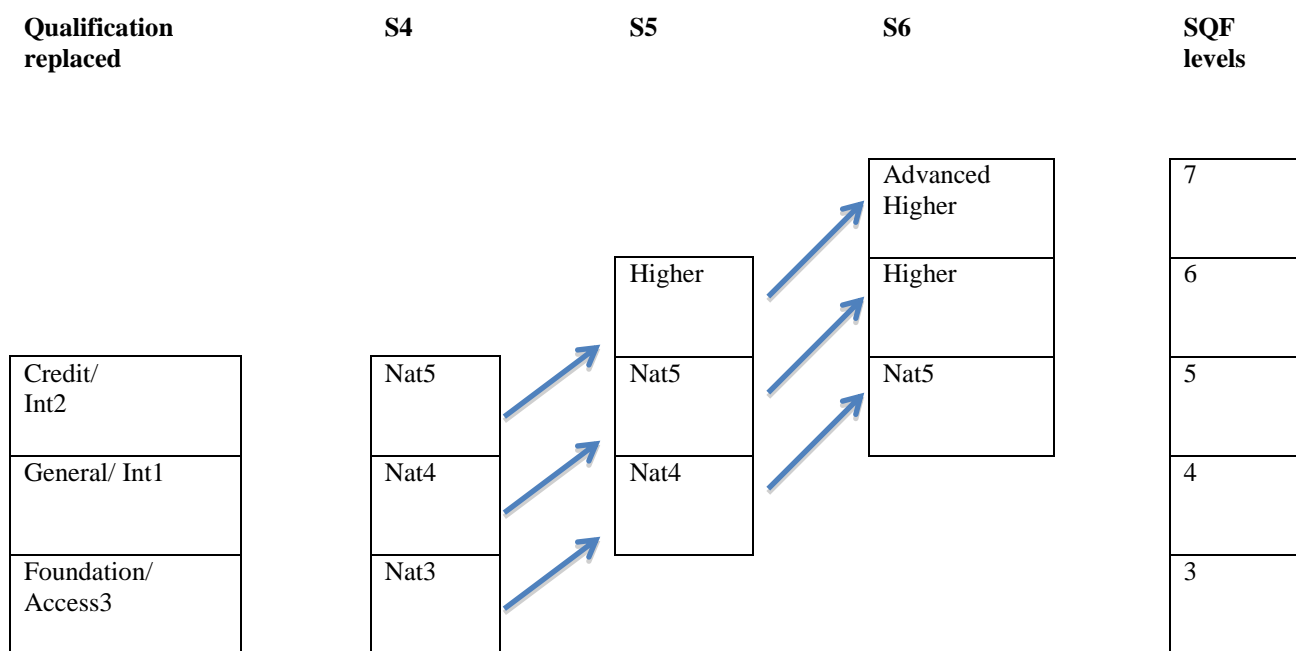 Qualification
replaced
S4
S5
S6
SQF
levels
Advanced
Higher
7
Higher
Higher
6
Credit/
Int2
Nat5
Nat5
Nat5
5
General/ Int1
Nat4
Nat4
4
Foundation/
Access3
Nat3
3